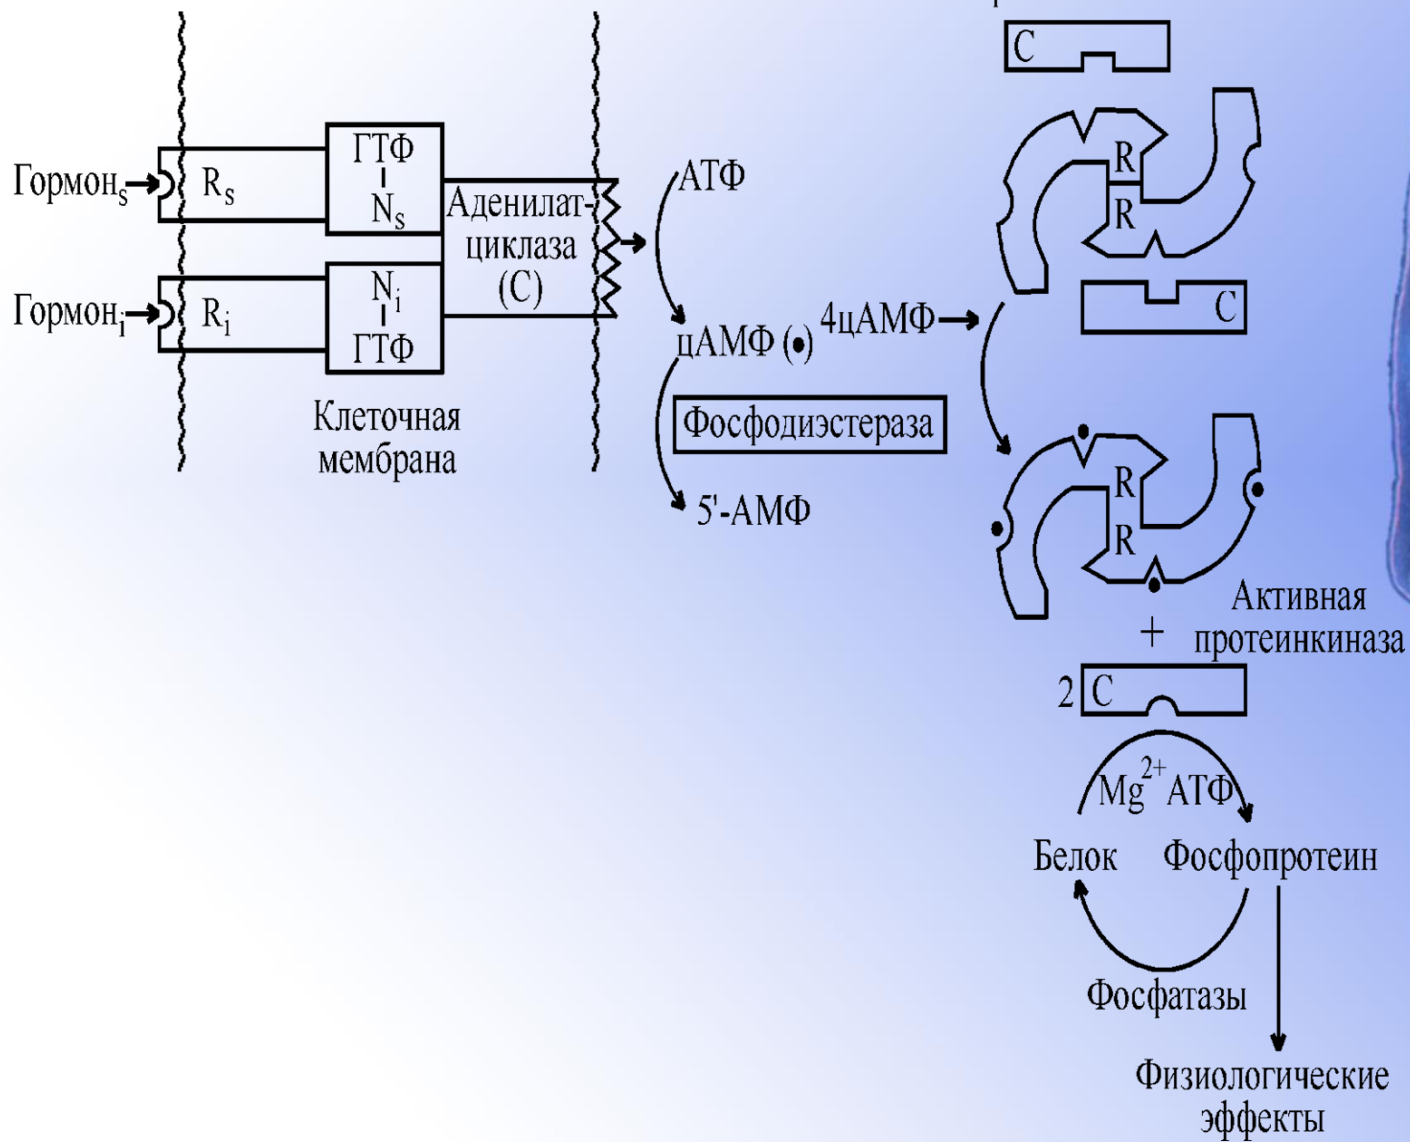 C
ГТФ
Гормонs
Rs
Ns
Аденилат-
циклаза
(C)
АТФ
R
R
Гормонi
Ri
Ni
ГТФ
цАМФ (•)
4цАМФ
C
Клеточная
мембрана
Фосфодиэстераза
5'-АМФ
R
R
Активная
протеинкиназа
+
2 C
Mg2+ АТФ
Белок
Фосфопротеин
Фосфатазы
Физиологические
эффекты